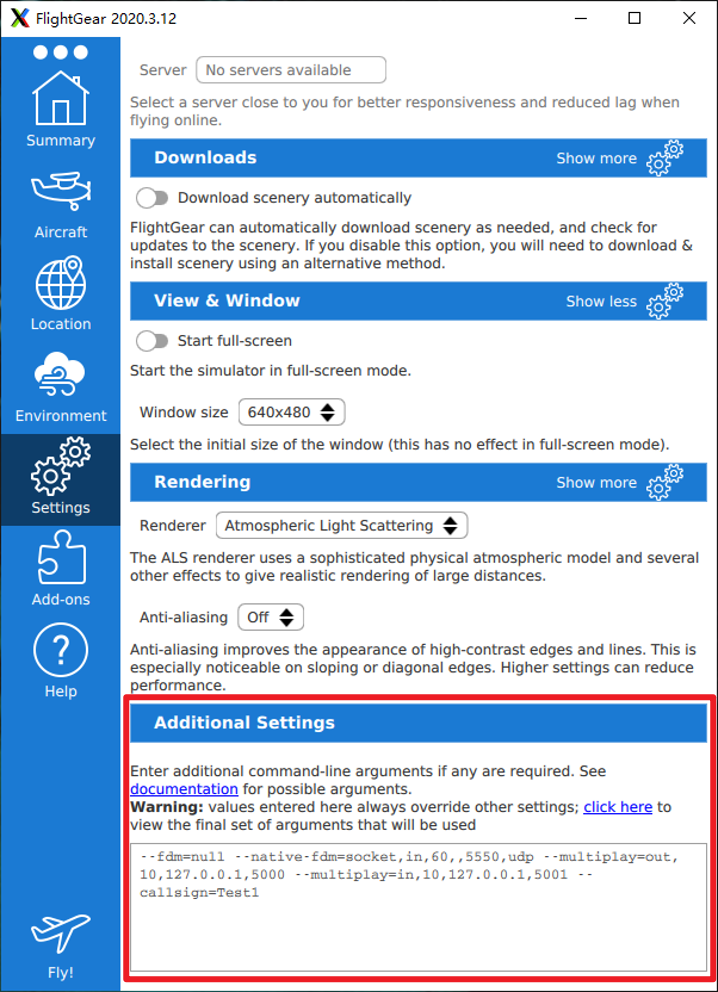 FlightGear 2020.3.12
Summary
Aircraft
Location
Environment
Settings
Add-ons
?
Help
Fly!
Server No servers available
Select a server close to you for better responsiveness and reduced lag when
flying online.
Downloads Show more
Download scenery automatically
FlightGear can automatically download scenery as needed, and check for
updates to the scenery. If you disable this option, you will need to download &
install scenery using an alternative method.
View & Window Show less
Start full-screen
Start the simulator in full-screen mode.
Window size 640x480
Select the initial size of the window (this has no effect in full-screen mode).
Rendering Show more
Renderer Atmospheric Light Scattering
The ALS renderer uses a sophisticated physical atmospheric model and several
other effects to give realistic rendering of large distances.
Anti-aliasing Off
Anti-aliasing improves the appearance of high-contrast edges and lines. This is
especially noticeable on sloping or diagonal edges. Higher settings can reduce
performance.
Additional Settings
Enter additional command-line arguments if any are required. See
documentation for possible arguments.
Warning: values entered here always override other settings; click here to
view the final set of arguments that will be used
--fdm=null --native-fdm=socket,in,60,,5550,udp --multiplay=out,
10,127.0.0.1,5000 --multiplay=in,10,127.0.0.1,5001 --
callsign=Test1